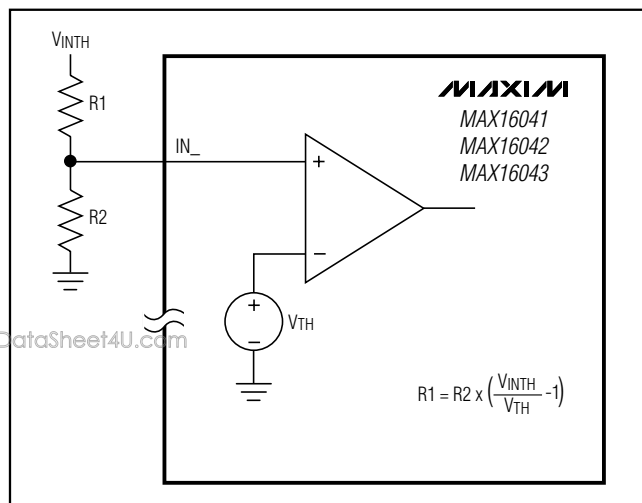 VINTH
R1
R2
IN_
MAXIM
MAX16041
MAX16042
MAX16043
+
−
+
−
VTH
DataSheet4U.com
R1 = R2 x (VINTH/VTH -1)